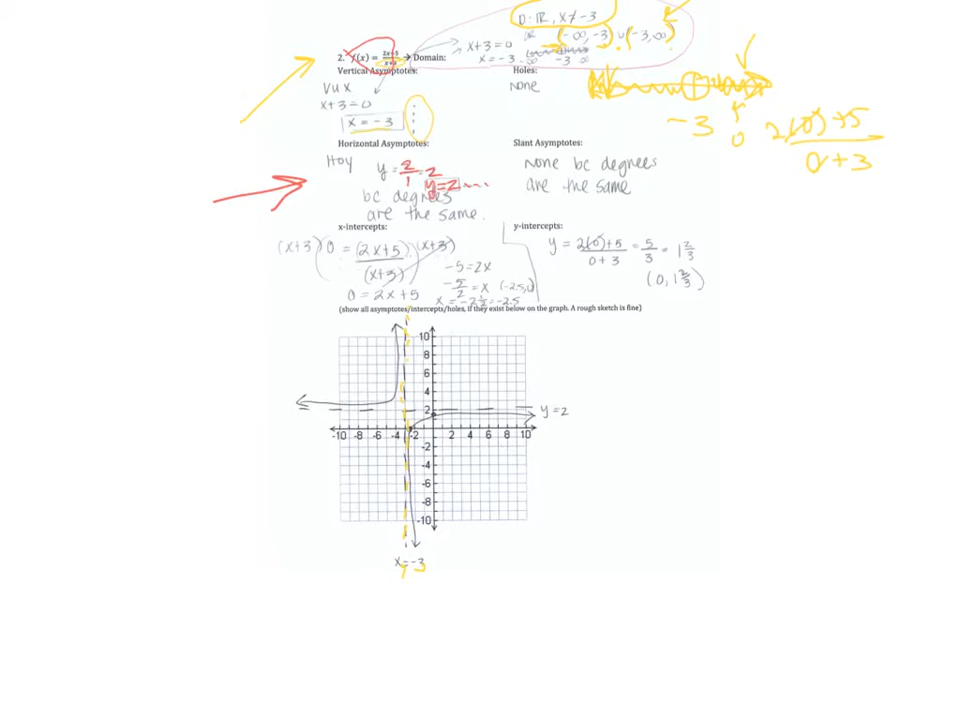 D: ℝ, x ≠ -3
OR
(-∞, -3) ∪ (-3, ∞)
x+3=0
x = -3
-∞ -3 ∞
2. f(x) = (2x+5)/(x+3) → Domain:
Vertical Asymptotes:
VUX
x+3=0
x = -3
Holes:
None
-3
0
2(0)+5
0+3
Horizontal Asymptotes:
HOY
y = 2/1 = 2
y=2
bc degrees
are the same.
Slant Asymptotes:
None bc degrees
are the same
x-intercepts:
(x+3) 0 = (2x+5) (x+3)
(x+3)
0 = 2x+5
-5=2x
-5/2 = x (-2.5,0)
x = -2 1/2 = -2.5
y-intercepts:
y = 2(0)+5 = 5 = 1 2/3
0+3 3
(0, 1 2/3)
(show all asymptotes/intercepts/holes, if they exist below on the graph. A rough sketch is fine)
10
8
6
4
2
y=2
-10 -8 -6 -4 -2 2 4 6 8 10
-2
-4
-6
-8
-10
x=-3